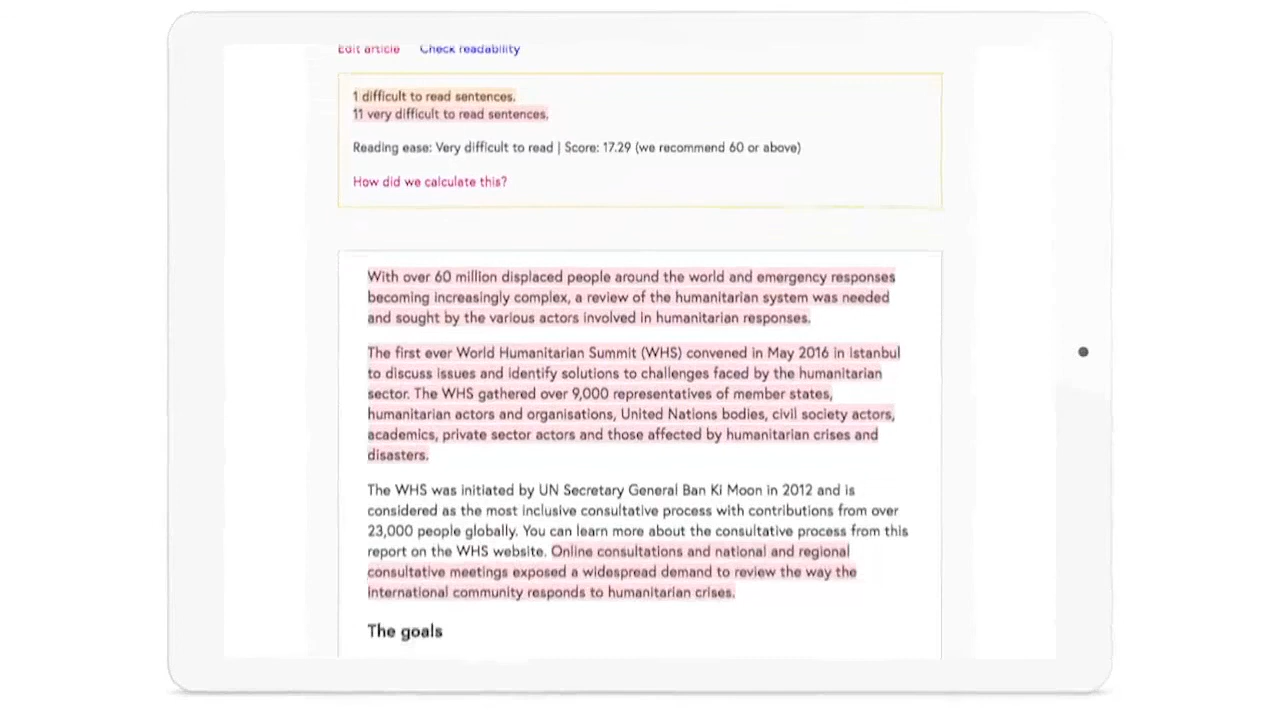 Edit article Check readability
1 difficult to read sentences.
11 very difficult to read sentences.
Reading ease: Very difficult to read | Score: 17.29 (we recommend 60 or above)
How did we calculate this?
With over 60 million displaced people around the world and emergency responses
becoming increasingly complex, a review of the humanitarian system was needed
and sought by the various actors involved in humanitarian responses.
The first ever World Humanitarian Summit (WHS) convened in May 2016 in Istanbul
to discuss issues and identify solutions to challenges faced by the humanitarian
sector. The WHS gathered over 9,000 representatives of member states,
humanitarian actors and organisations, United Nations bodies, civil society actors,
academics, private sector actors and those affected by humanitarian crises and
disasters.
The WHS was initiated by UN Secretary General Ban Ki Moon in 2012 and is
considered as the most inclusive consultative process with contributions from over
23,000 people globally. You can learn more about the consultative process from this
report on the WHS website. Online consultations and national and regional
consultative meetings exposed a widespread demand to review the way the
international community responds to humanitarian crises.
The goals